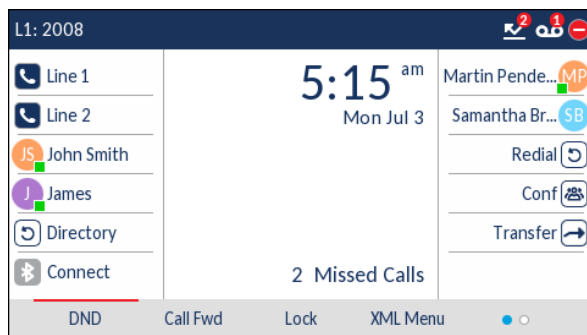 L1: 2008
2
1
Line 1
Line 2
JS John Smith
J James
Directory
Connect
5:15 am
Mon Jul 3
2 Missed Calls
Martin Pende... MP
Samantha Br... SB
Redial
Conf
Transfer
DND Call Fwd Lock XML Menu